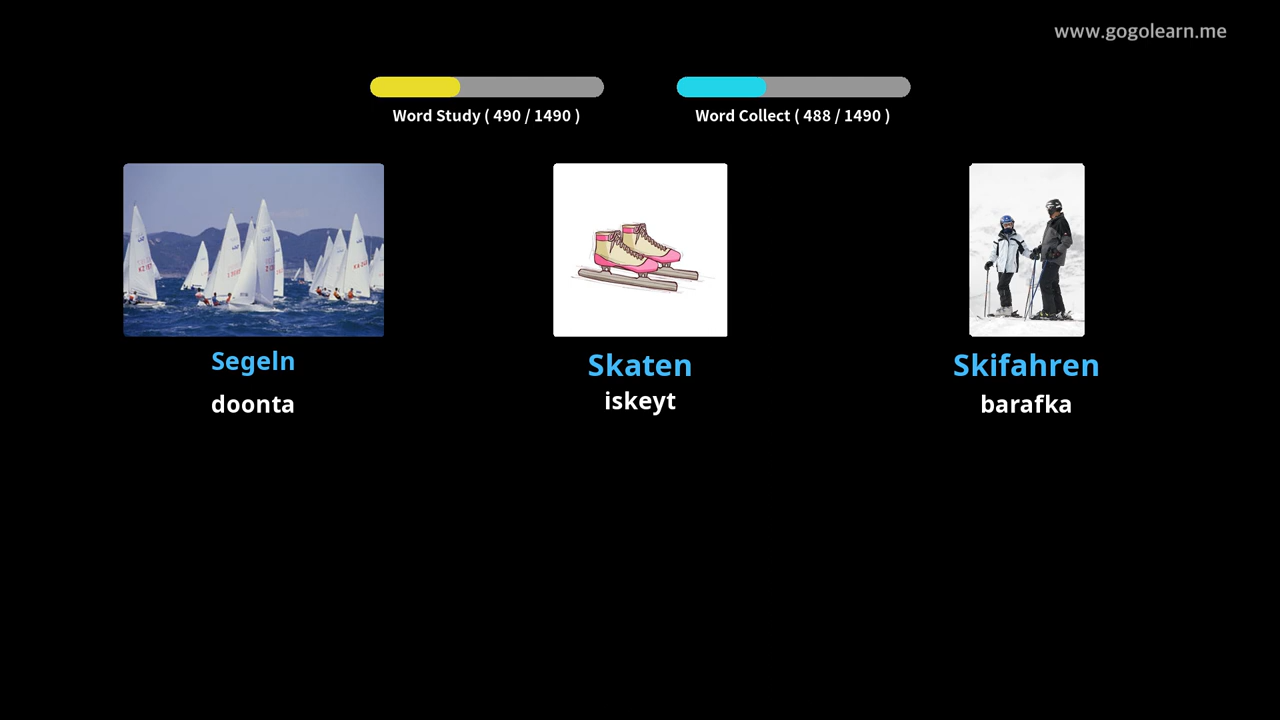 www.gogolearn.me
Word Study ( 490 / 1490 )
Word Collect ( 488 / 1490 )
Segeln
Skaten
Skifahren
doonta
iskeyt
barafka